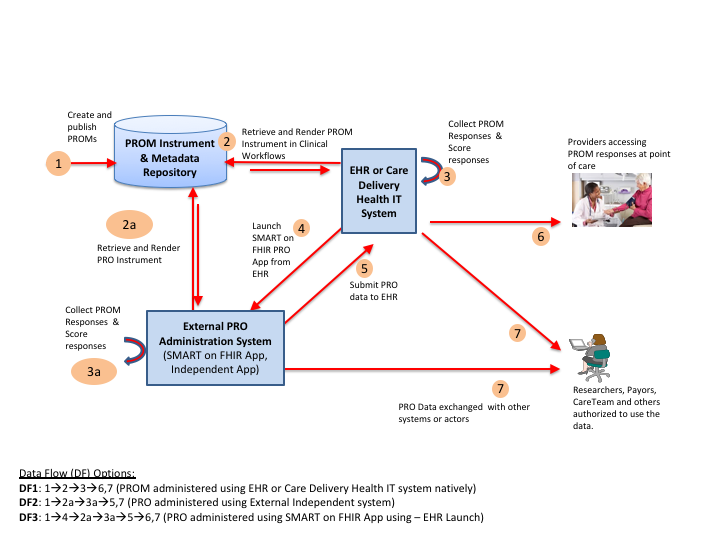 Create and
publish
PROMs
1
PROM Instrument
& Metadata
Repository
2
Retrieve and Render PROM
Instrument in Clinical
Workflows
EHR or Care
Delivery
Health IT
System
Collect PROM
Responses &
Score
responses
3
Providers accessing
PROM responses at point
of care
6
2a
Retrieve and Render
PRO Instrument
Launch
SMART on
FHIR PRO
App from
EHR
4
5
Submit PRO
data to EHR
Collect PROM
Responses &
Score
responses
3a
External PRO
Administration System
(SMART on FHIR App,
Independent App)
7
7
PRO Data exchanged with other
systems or actors
Researchers, Payors,
CareTeam and others
authorized to use the
data.
Data Flow (DF) Options:
DF1: 1→2→3→6,7 (PROM administered using EHR or Care Delivery Health IT system natively)
DF2: 1→2a→3a→5,7 (PRO administered using External Independent system)
DF3: 1→4→2a→3a→5→6,7 (PRO administered using SMART on FHIR App using – EHR Launch)